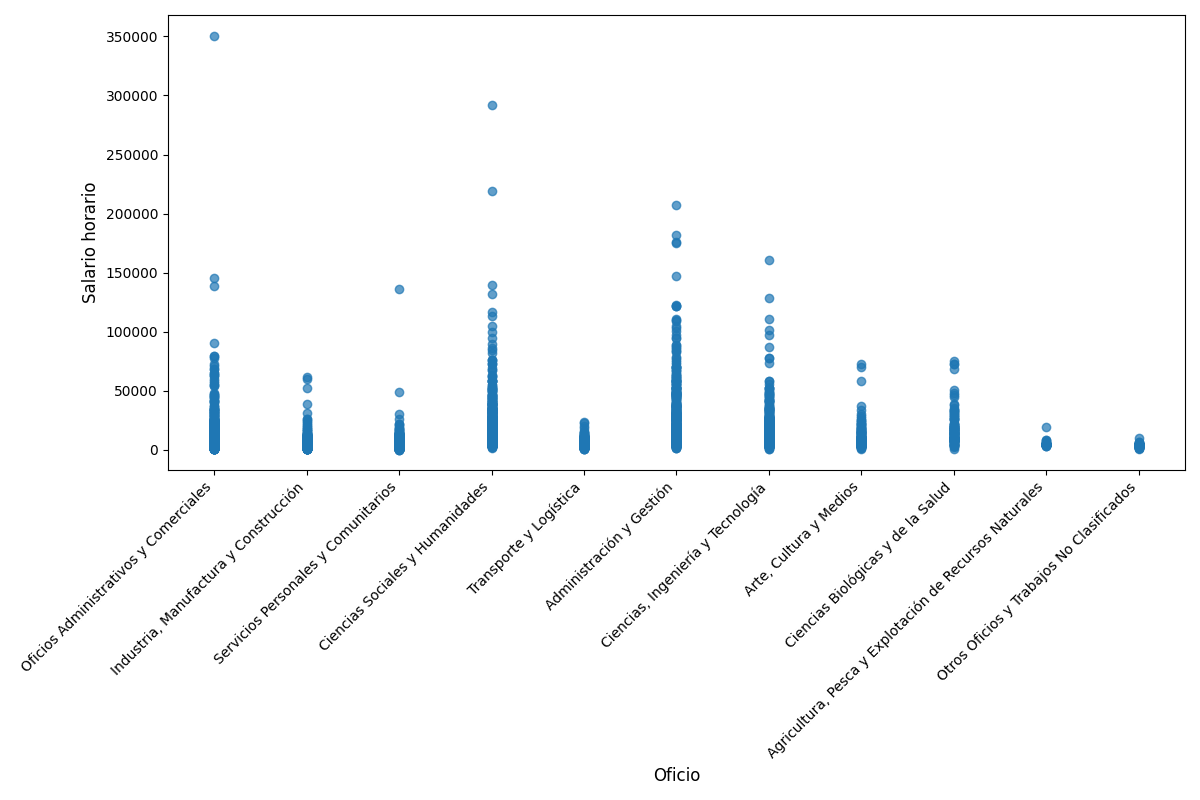 350000
300000
250000
200000
150000
100000
50000
0
Salario horario
Oficios Administrativos y Comerciales
Industria, Manufactura y Construcción
Servicios Personales y Comunitarios
Ciencias Sociales y Humanidades
Transporte y Logística
Administración y Gestión
Ciencias, Ingeniería y Tecnología
Arte, Cultura y Medios
Ciencias Biológicas y de la Salud
Agricultura, Pesca y Explotación de Recursos Naturales
Otros Oficios y Trabajos No Clasificados
Oficio